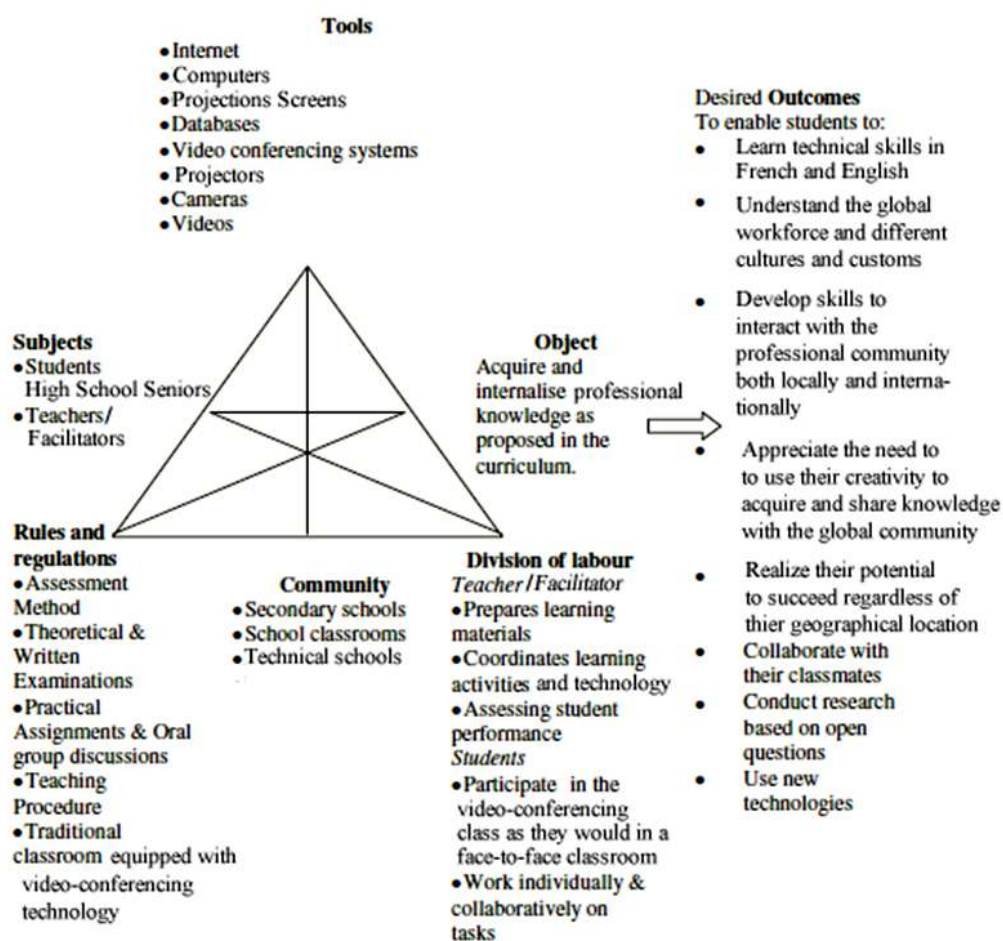 Tools
•Internet
•Computers
•Projections Screens
•Databases
•Video conferencing systems
• Projectors
•Cameras
•Videos
Subjects
•Students
High School Seniors
•Teachers/
Facilitators
Object
Acquire and
internalise professional
knowledge as
proposed in the
curriculum.
Rules and
regulations
•Assessment
Method
•Theoretical &
Written
Examinations
•Practical
Assignments & Oral
group discussions
•Teaching
Procedure
•Traditional
classroom equipped with
video-conferencing
technology
Community
•Secondary schools
•School classrooms
•Technical schools
Division of labour
Teacher/Facilitator
•Prepares learning
materials
•Coordinates learning
activities and technology
•Assessing student
performance
Students
•Participate in the
video-conferencing
class as they would in a
face-to-face classroom
•Work individually &
collaboratively on
tasks
Desired Outcomes
To enable students to:
• Learn technical skills in
French and English
• Understand the global
workforce and different
cultures and customs
• Develop skills to
interact with the
professional community
both locally and interna-
tionally
• Appreciate the need to
to use their creativity to
acquire and share knowledge
with the global community
• Realize their potential
to succeed regardless of
thier geographical location
• Collaborate with
their classmates
• Conduct research
based on open
questions
• Use new
technologies